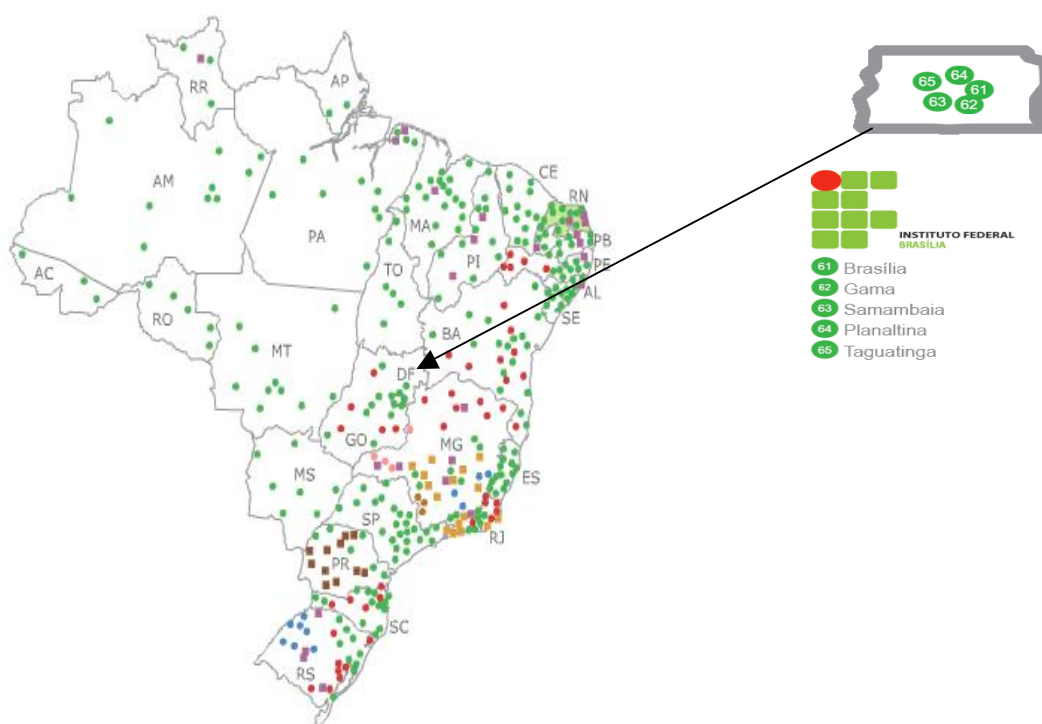 RR
AP
AM
PA
MA
CE
RN
PB
PE
AL
SE
PI
TO
AC
RO
MT
BA
DF
GO
MG
ES
MS
SP
RJ
PR
SC
RS
65
64
61
63
62
INSTITUTO FEDERAL
BRASÍLIA
61 Brasília
62 Gama
63 Samambaia
64 Planaltina
65 Taguatinga